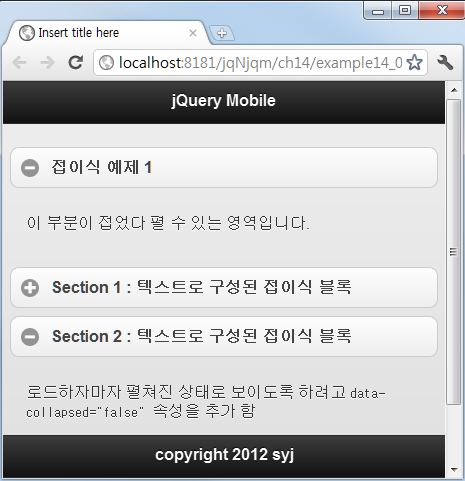 Insert title here
localhost:8181/jqNjqm/ch14/example14_0
jQuery Mobile
접이식 예제 1
이 부분이 접었다 펼 수 있는 영역입니다.
Section 1 : 텍스트로 구성된 접이식 블록
Section 2 : 텍스트로 구성된 접이식 블록
로드하자마자 펼쳐진 상태로 보이도록 하려고 data-
collapsed="false" 속성을 추가 함
copyright 2012 syj